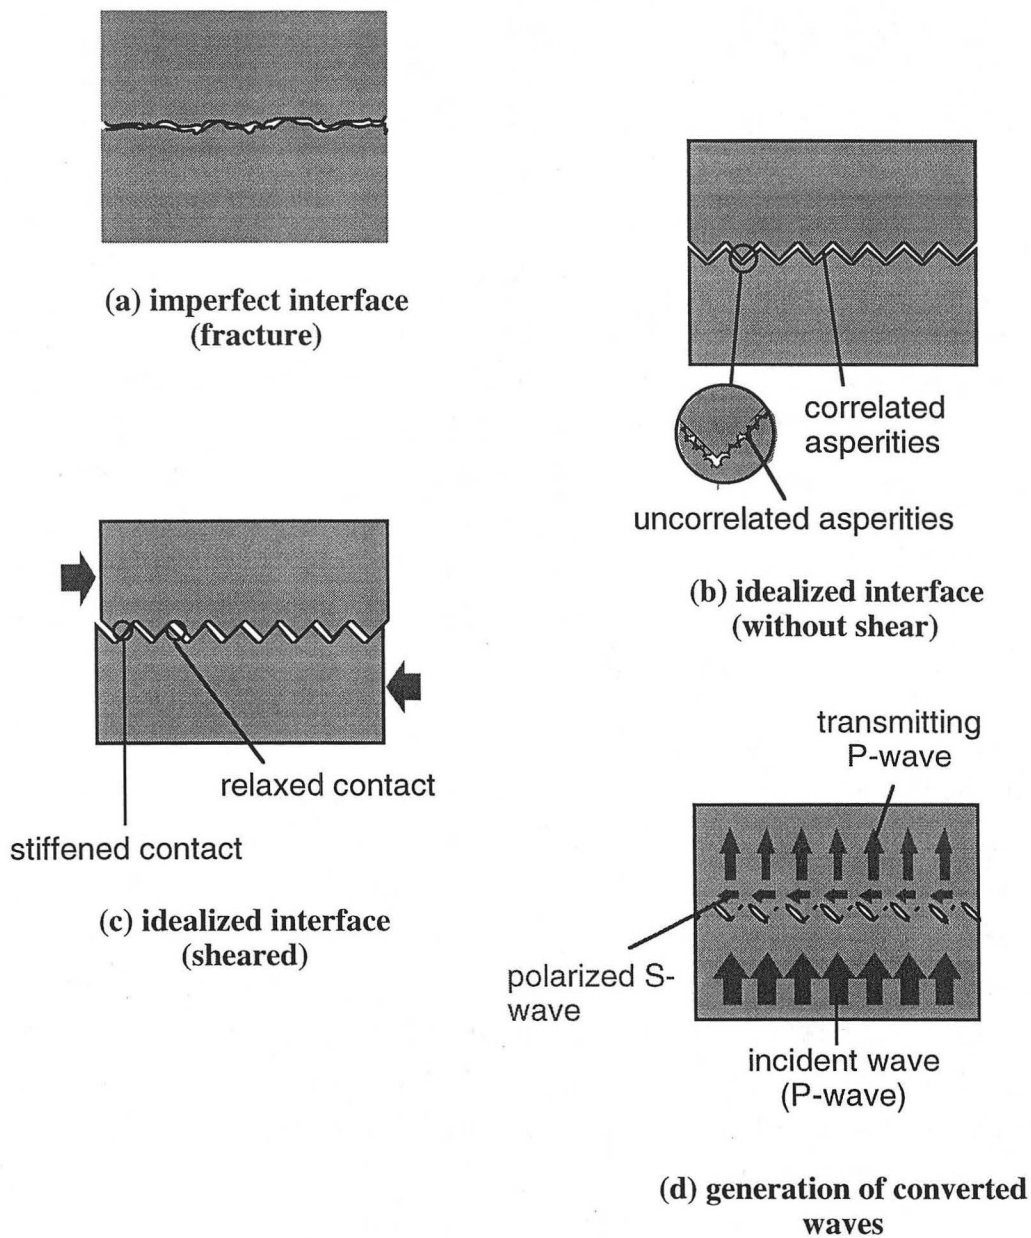 (a) imperfect interface
(fracture)
correlated
asperities
uncorrelated asperities
(b) idealized interface
(without shear)
relaxed contact
stiffened contact
(c) idealized interface
(sheared)
transmitting
P-wave
polarized S-
wave
incident wave
(P-wave)
(d) generation of converted
waves